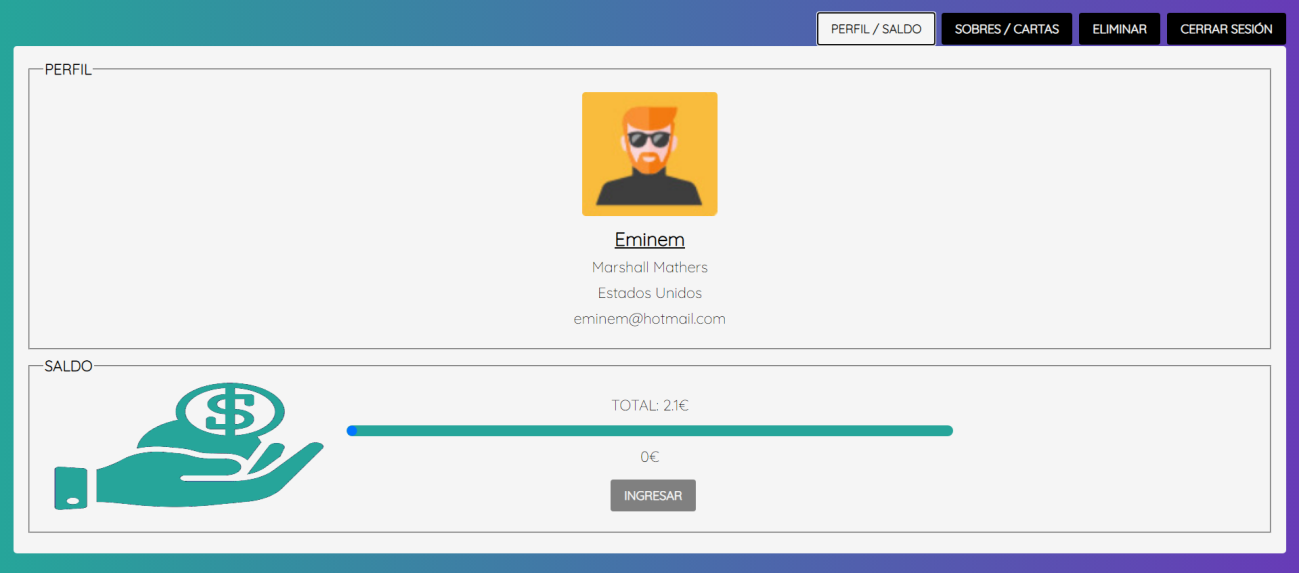 PERFIL / SALDO
SOBRES / CARTAS
ELIMINAR
CERRAR SESIÓN
PERFIL
Eminem
Marshall Mathers
Estados Unidos
eminem@hotmail.com
SALDO
$
TOTAL: 2.1€
0€
INGRESAR